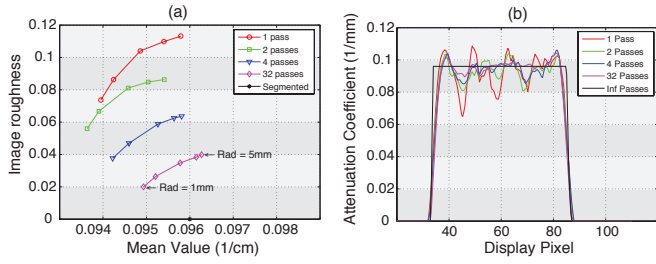 (a)
Image roughness
0.12
0.1
0.08
0.06
0.04
0.02
0
0.094
0.095
0.096
0.097
0.098
Mean Value (1/cm)
1 pass
2 passes
4 passes
32 passes
Segmented
Rad = 5mm
Rad = 1mm
(b)
Attenuation Coefficient (1/mm)
0.12
0.1
0.08
0.06
0.04
0.02
0
40
60
80
100
Display Pixel
1 Pass
2 Passes
4 Passes
32 Passes
Inf Passes